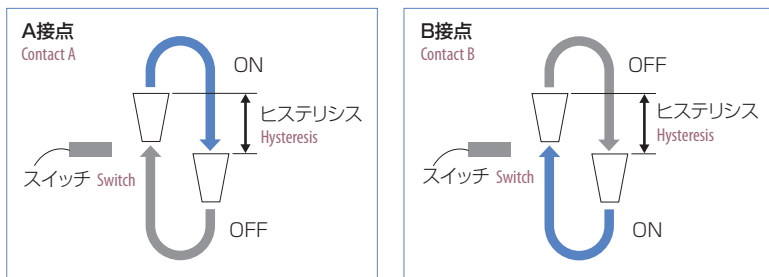 A接点
Contact A
ON
ヒステリシス
Hysteresis
スイッチ Switch
OFF
B接点
Contact B
OFF
ヒステリシス
Hysteresis
スイッチ Switch
ON